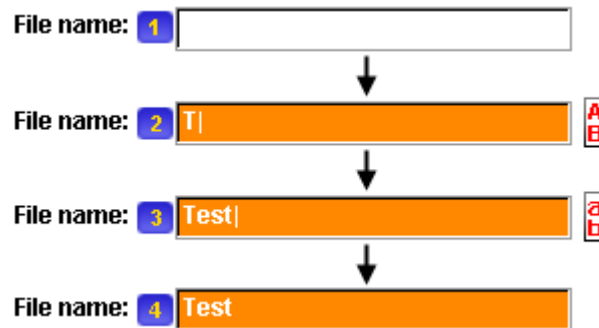 File name: 1
File name: 2 T|
A
B
File name: 3 Test|
a
b
File name: 4 Test